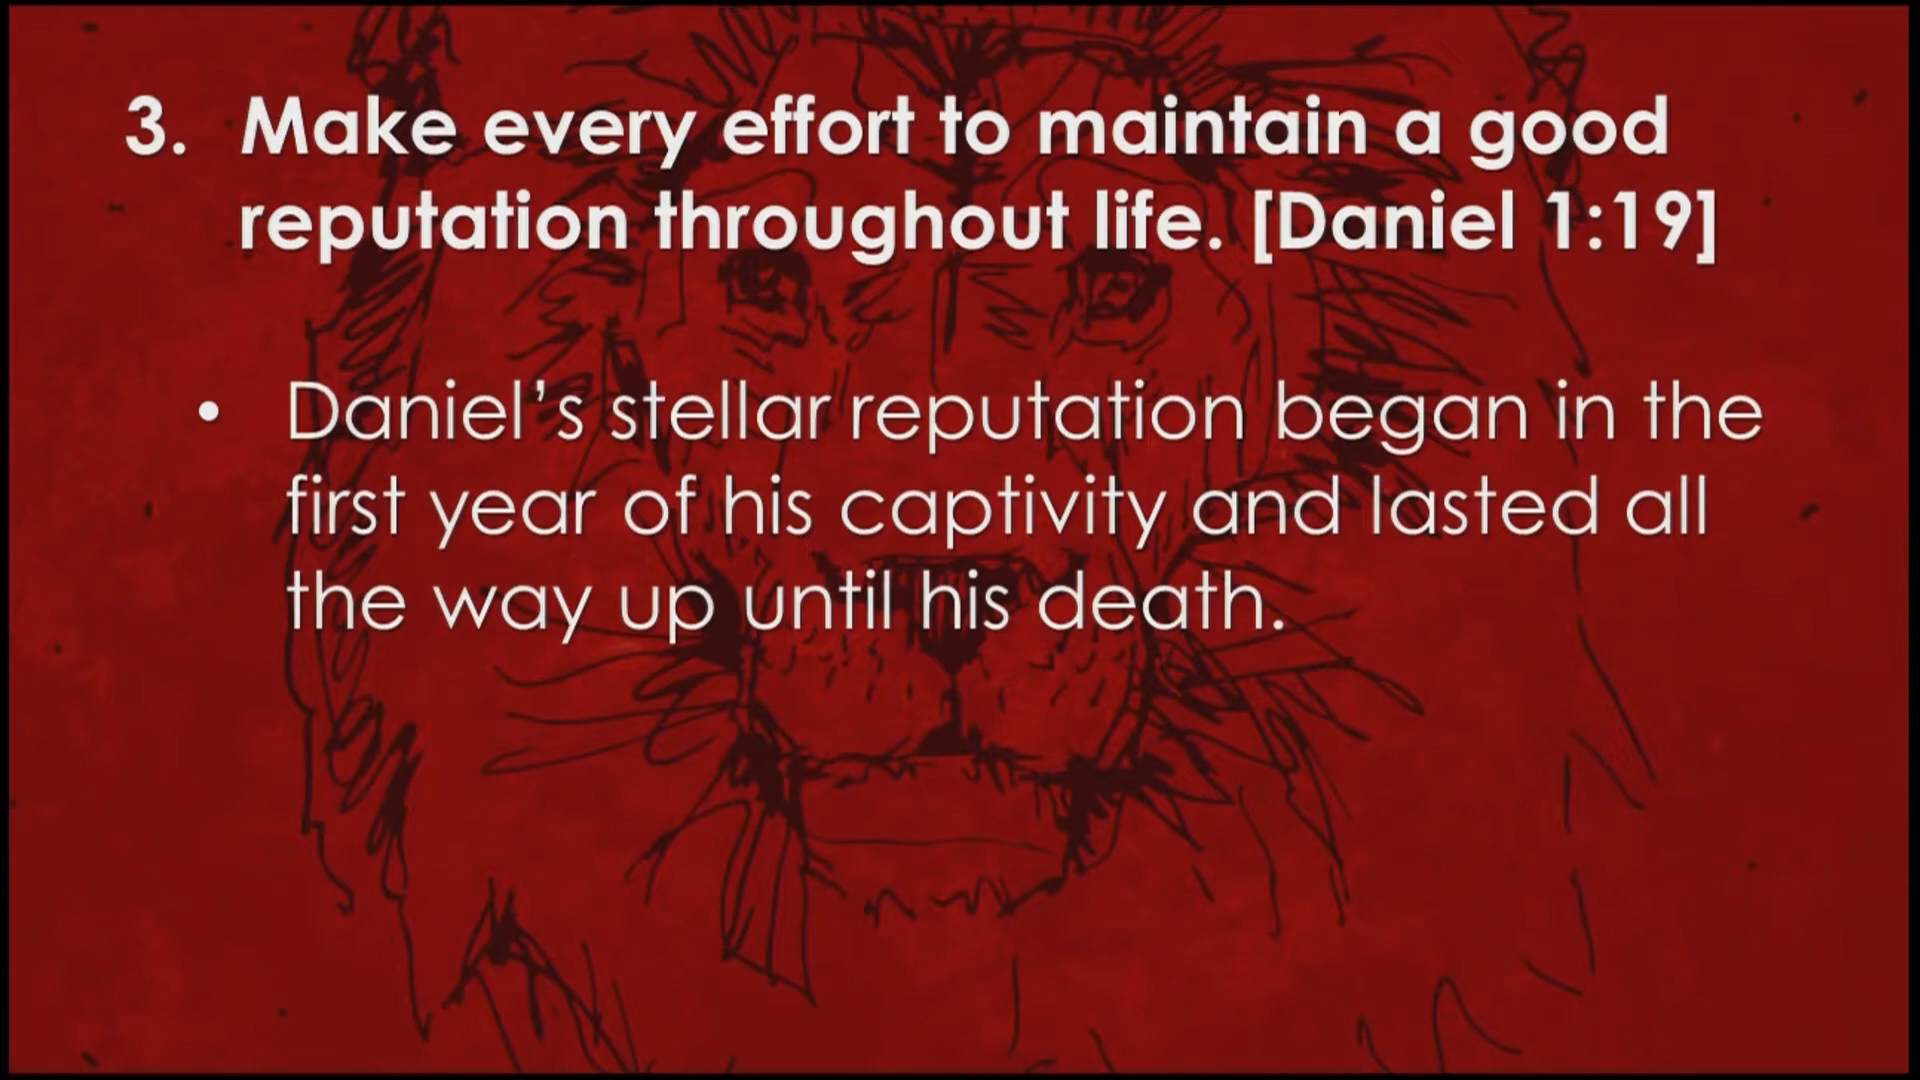 3. Make every effort to maintain a good
reputation throughout life. [Daniel 1:19]
• Daniel’s stellar reputation began in the
first year of his captivity and lasted all
the way up until his death.